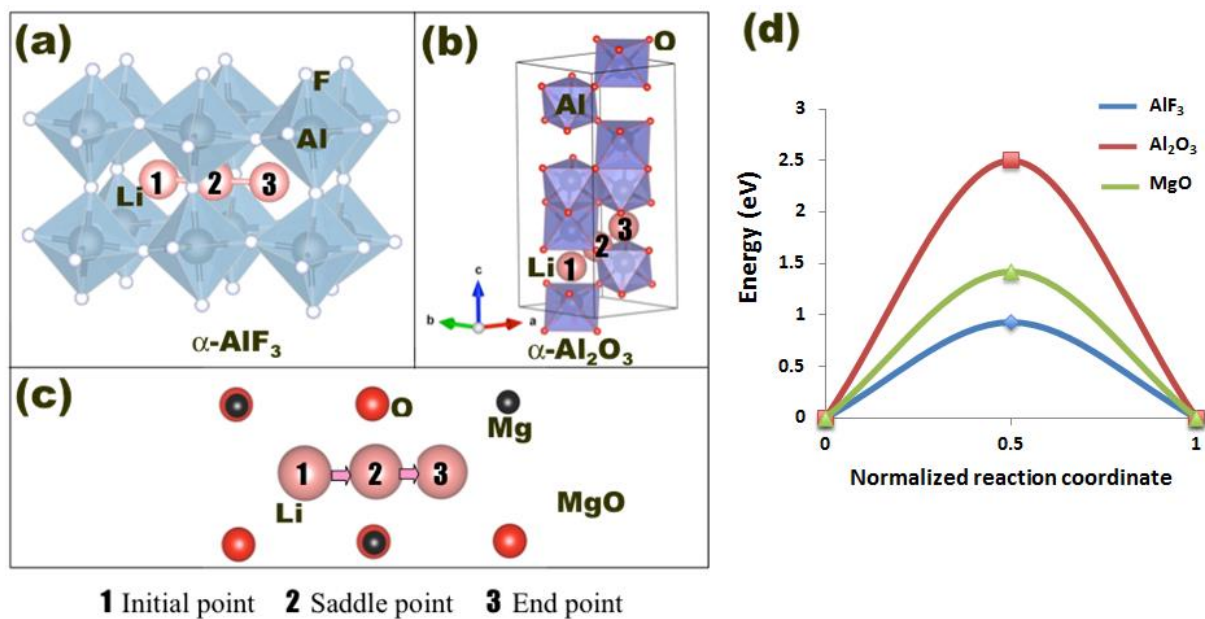 (a)
F
Al
Li
1 2 3
α-AlF₃
(b)
O
Al
3
2
Li 1
c
b a
α-Al₂O₃
(c)
O
Mg
1 2 3
Li
MgO
1 Initial point 2 Saddle point 3 End point
(d)
Energy (eV)
3
2.5
2
1.5
1
0.5
0
AlF₃
Al₂O₃
MgO
0 0.5 1
Normalized reaction coordinate